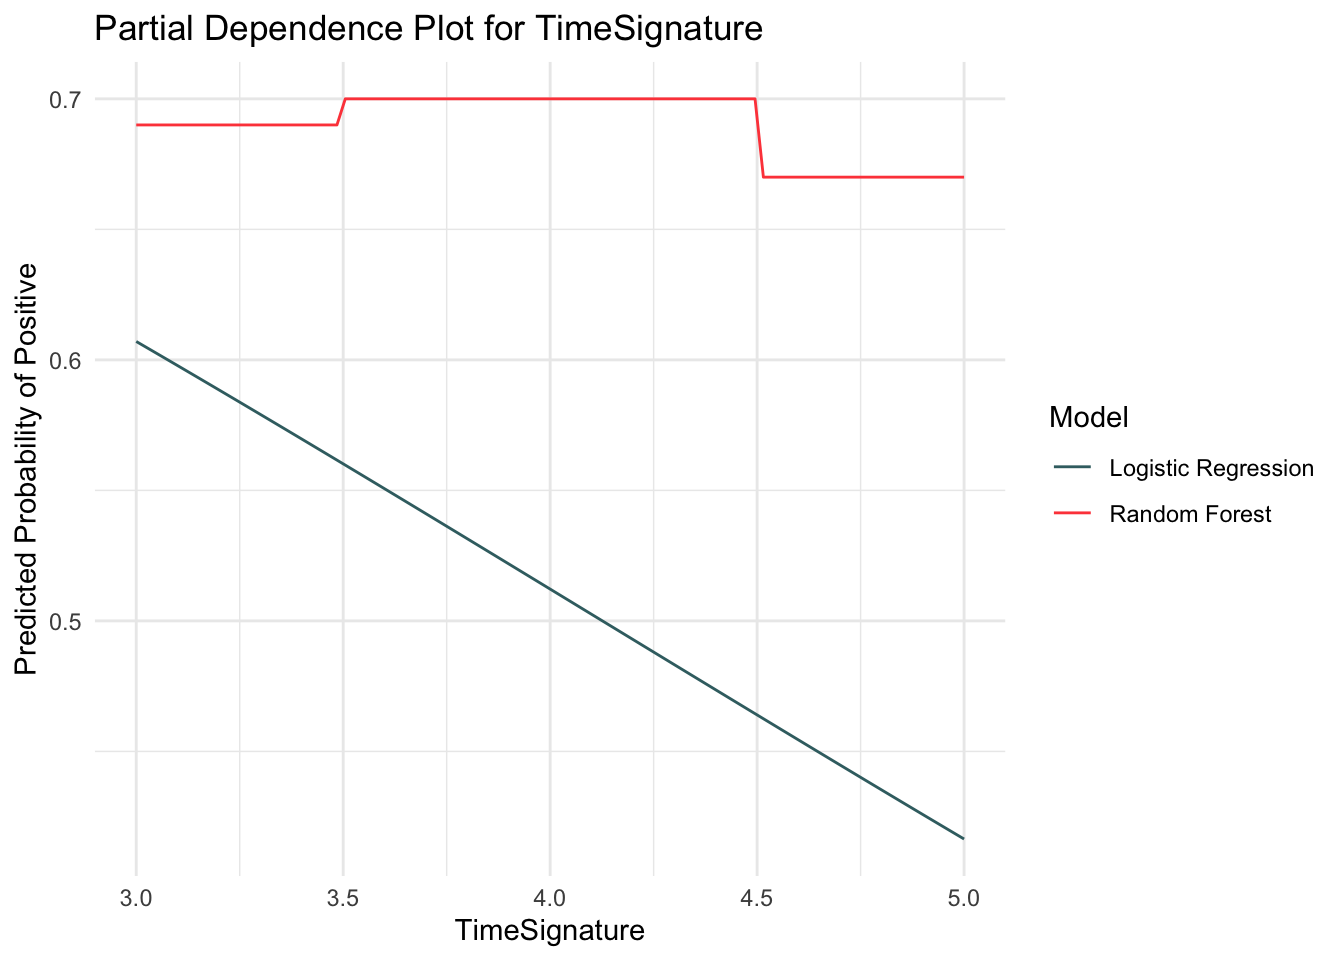 Partial Dependence Plot for TimeSignature
Predicted Probability of Positive
0.7
0.6
0.5
3.0 3.5 4.0 4.5 5.0
TimeSignature
Model
Logistic Regression
Random Forest